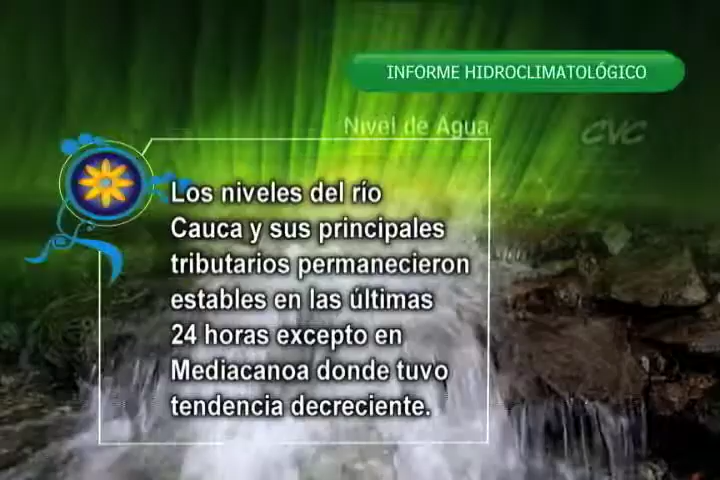 INFORME HIDROCLIMATOLÓGICO
Nivel de Agua
CVC
Los niveles del río
Cauca y sus principales
tributarios permanecieron
estables en las últimas
24 horas excepto en
Mediacanoa donde tuvo
tendencia decreciente.